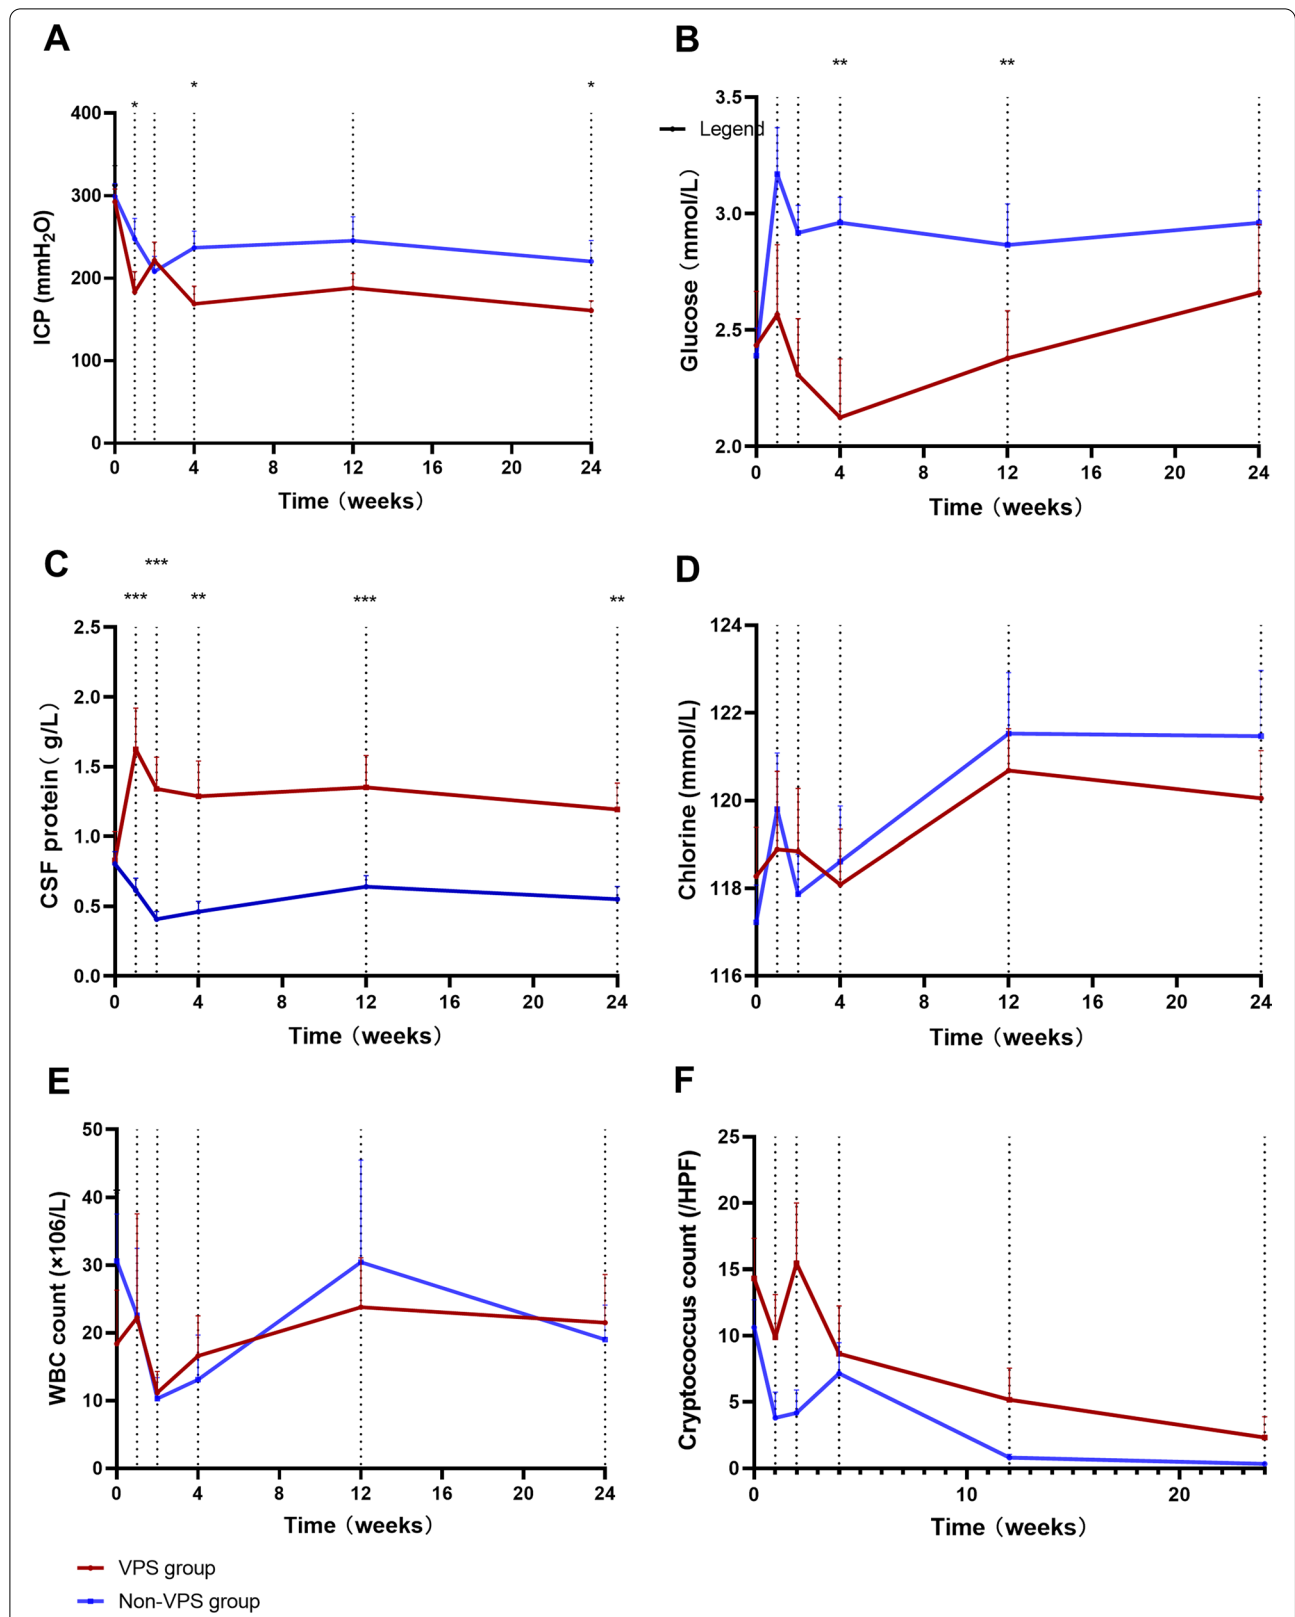 A
* * *
400
300
200
100
0
ICP (mmH₂O)
0 4 8 12 16 20 24
Time（weeks）
B
** **
3.5
3.0
2.5
2.0
Legend
Glucose（mmol/L）
0 4 8 12 16 20 24
Time（weeks）
C
***
*** ** *** **
2.5
2.0
1.5
1.0
0.5
0.0
CSF protein（g/L）
0 4 8 12 16 20 24
Time（weeks）
D
124
122
120
118
116
Chlorine (mmol/L)
0 4 8 12 16 20 24
Time（weeks）
E
50
40
30
20
10
0
WBC count (×106/L)
0 4 8 12 16 20 24
Time（weeks）
F
25
20
15
10
5
0
Cryptococcus count (/HPF)
0 10 20
Time（weeks）
VPS group
Non-VPS group